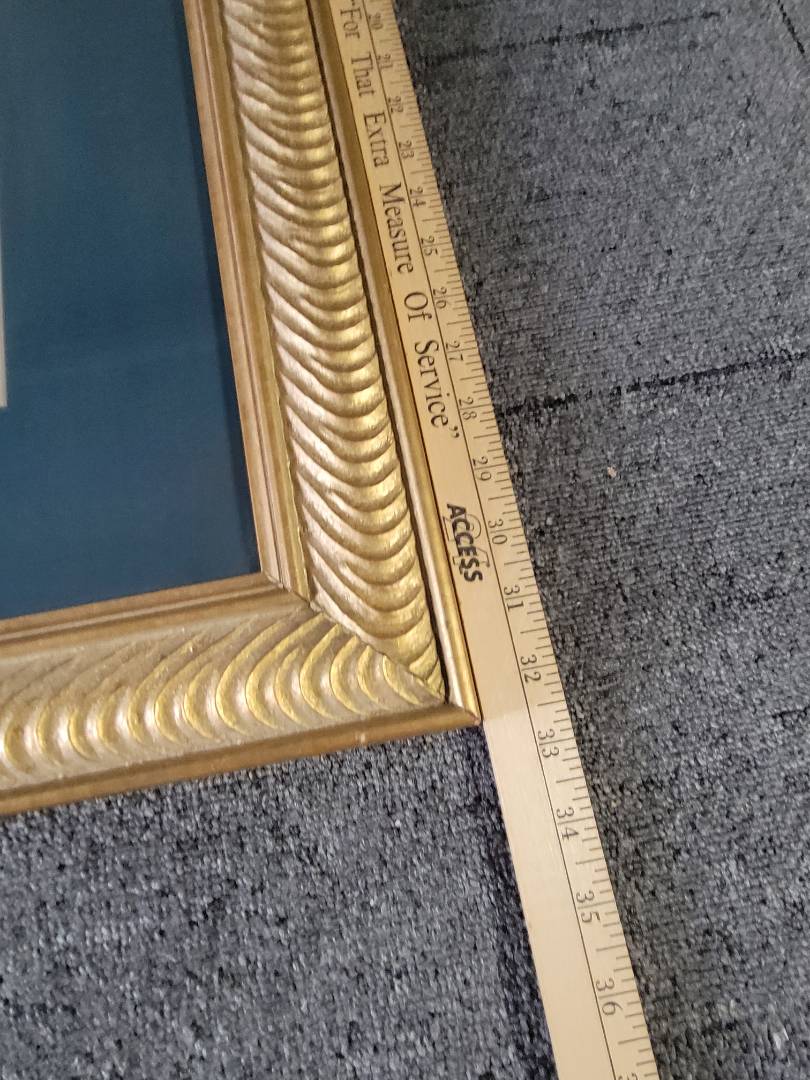 "For That Extra Measure Of Service"
ACCESS
20 21 22 23 24 25 26 27 28 29 30 31 32 33 34 35 36